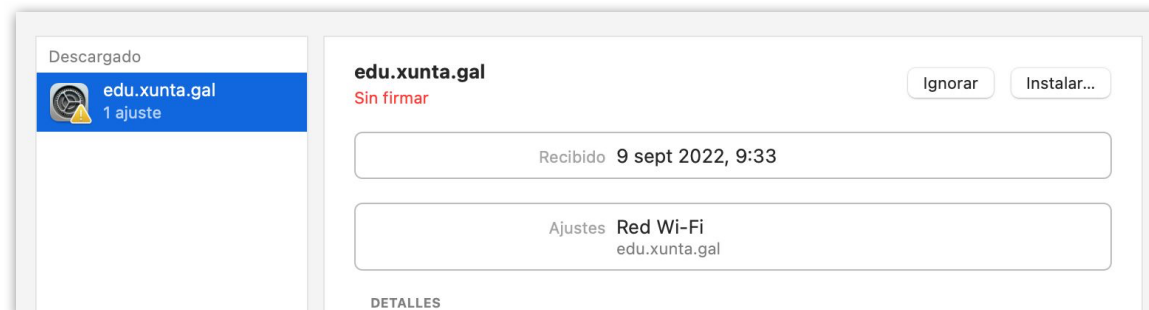 Descargado
edu.xunta.gal
1 ajuste
edu.xunta.gal
Sin firmar
Ignorar
Instalar...
Recibido 9 sept 2022, 9:33
Ajustes Red Wi-Fi
edu.xunta.gal
DETALLES